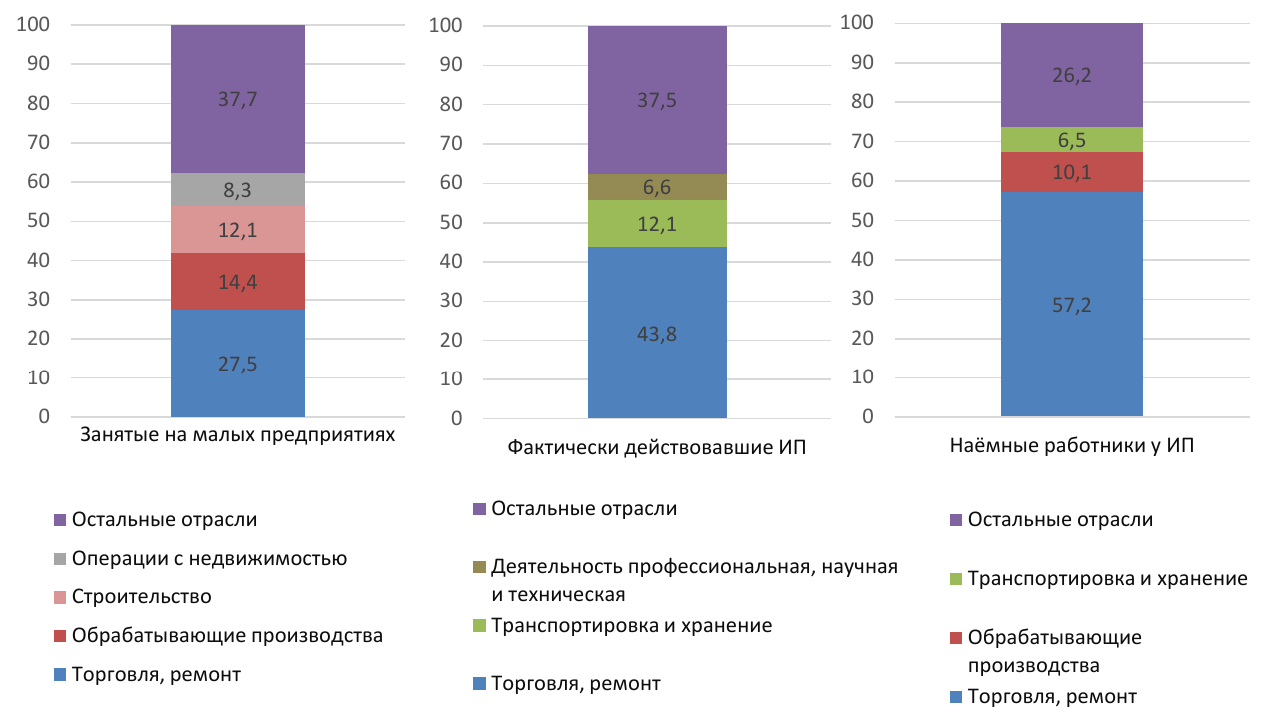 100
90
80
70
60
50
40
30
20
10
0
37,7
8,3
12,1
14,4
27,5
Занятые на малых предприятиях
Остальные отрасли
Операции с недвижимостью
Строительство
Обрабатывающие производства
Торговля, ремонт
100
90
80
70
60
50
40
30
20
10
0
37,5
6,6
12,1
43,8
Фактически действовавшие ИП
Остальные отрасли
Деятельность профессиональная, научная
и техническая
Транспортировка и хранение
Торговля, ремонт
100
90
80
70
60
50
40
30
20
10
0
26,2
6,5
10,1
57,2
Наёмные работники у ИП
Остальные отрасли
Транспортировка и хранение
Обрабатывающие
производства
Торговля, ремонт